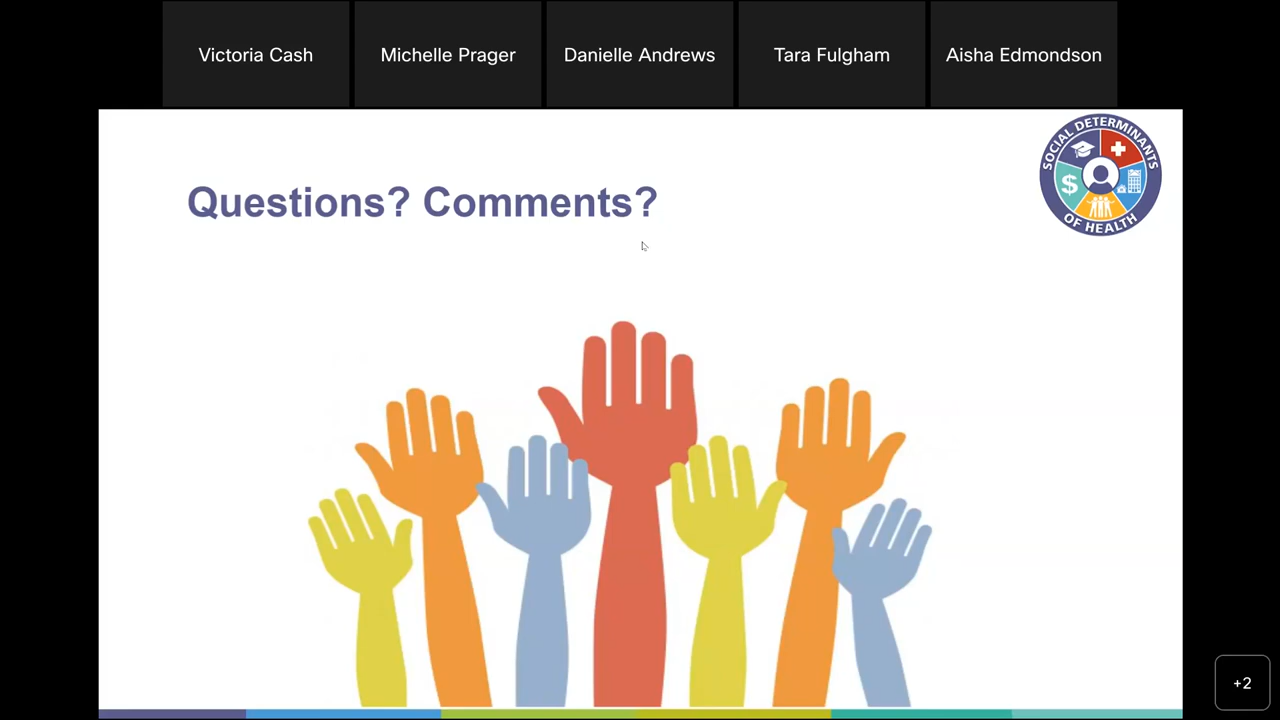 Victoria Cash
Michelle Prager
Danielle Andrews
Tara Fulgham
Aisha Edmondson
SOCIAL DETERMINANTS
OF HEALTH
$
Questions? Comments?
+2